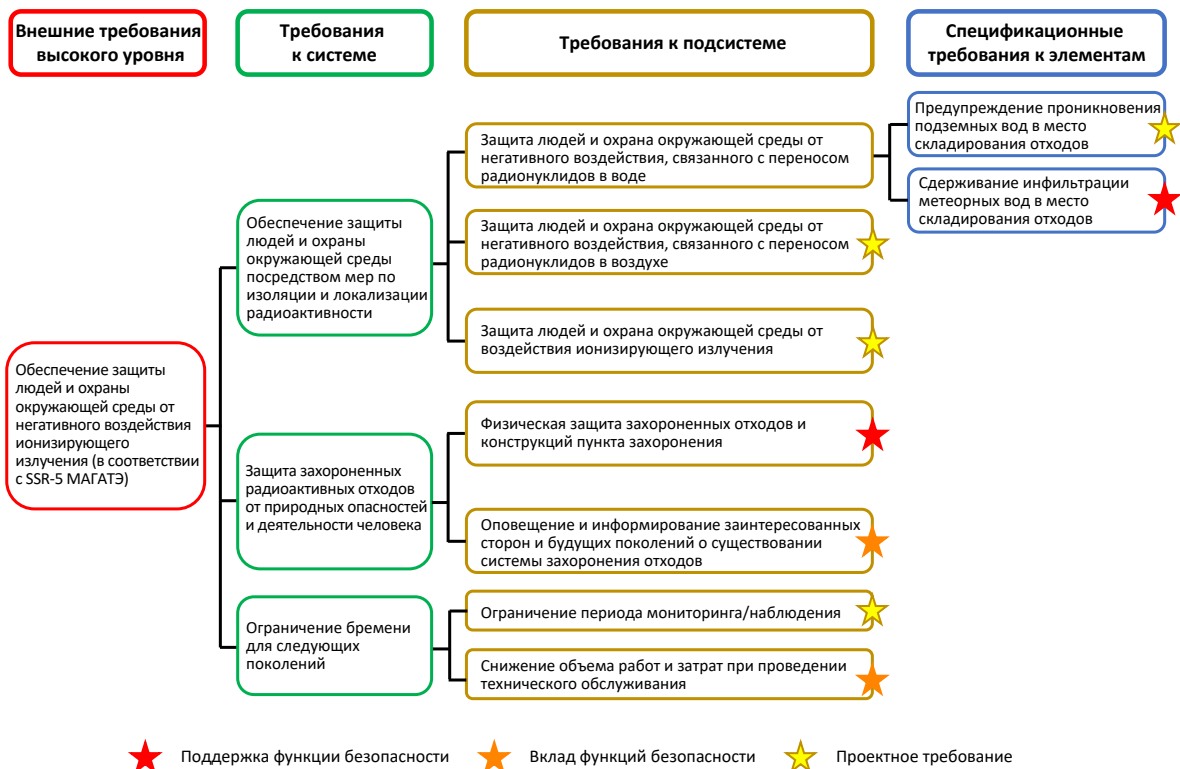 Внешние требования
высокого уровня
Требования
к системе
Требования к подсистеме
Спецификационные
требования к элементам
Обеспечение защиты
людей и охраны
окружающей среды от
негативного воздействия
ионизирующего
излучения (в соответствии
с SSR-5 МАГАТЭ)
Обеспечение защиты
людей и охраны
окружающей среды
посредством мер по
изоляции и локализации
радиоактивности
Защита людей и охрана окружающей среды от
негативного воздействия, связанного с переносом
радионуклидов в воде
Предупреждение проникновения
подземных вод в место
складирования отходов
Сдерживание инфильтрации
метеорных вод в место
складирования отходов
Защита людей и охрана окружающей среды от
негативного воздействия, связанного с переносом
радионуклидов в воздухе
Защита людей и охрана окружающей среды от
воздействия ионизирующего излучения
Защита захороненных
радиоактивных отходов
от природных опасностей
и деятельности человека
Физическая защита захороненных отходов и
конструкций пункта захоронения
Оповещение и информирование заинтересованных
сторон и будущих поколений о существовании
системы захоронения отходов
Ограничение бремени
для следующих
поколений
Ограничение периода мониторинга/наблюдения
Снижение объема работ и затрат при проведении
технического обслуживания
Поддержка функции безопасности
Вклад функций безопасности
Проектное требование